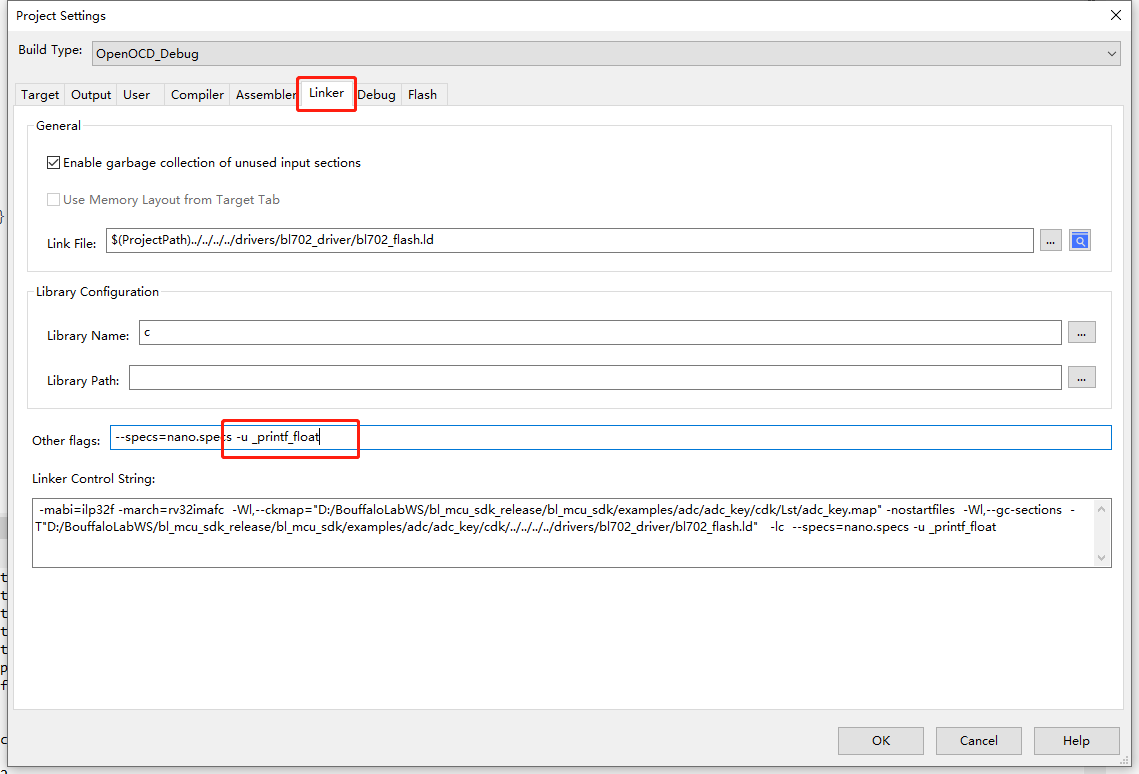 Project Settings
Build Type: OpenOCD_Debug
Target Output User Compiler Assembler Linker Debug Flash
General
Enable garbage collection of unused input sections
Use Memory Layout from Target Tab
}
Link File: $(ProjectPath)../../../../drivers/bl702_driver/bl702_flash.ld ...
Library Configuration
Library Name: c ...
Library Path: ...
Other flags: --specs=nano.specs -u _printf_float
Linker Control String:
-mabi=ilp32f -march=rv32imafc -Wl,--ckmap="D:/BouffaloLabWS/bl_mcu_sdk_release/bl_mcu_sdk/examples/adc/adc_key/cdk/Lst/adc_key.map" -nostartfiles -Wl,--gc-sections -
T"D:/BouffaloLabWS/bl_mcu_sdk_release/bl_mcu_sdk/examples/adc/adc_key/cdk/../../../../drivers/bl702_driver/bl702_flash.ld" -lc --specs=nano.specs -u _printf_float
t
t
t
t
t
p
f
c
OK Cancel Help